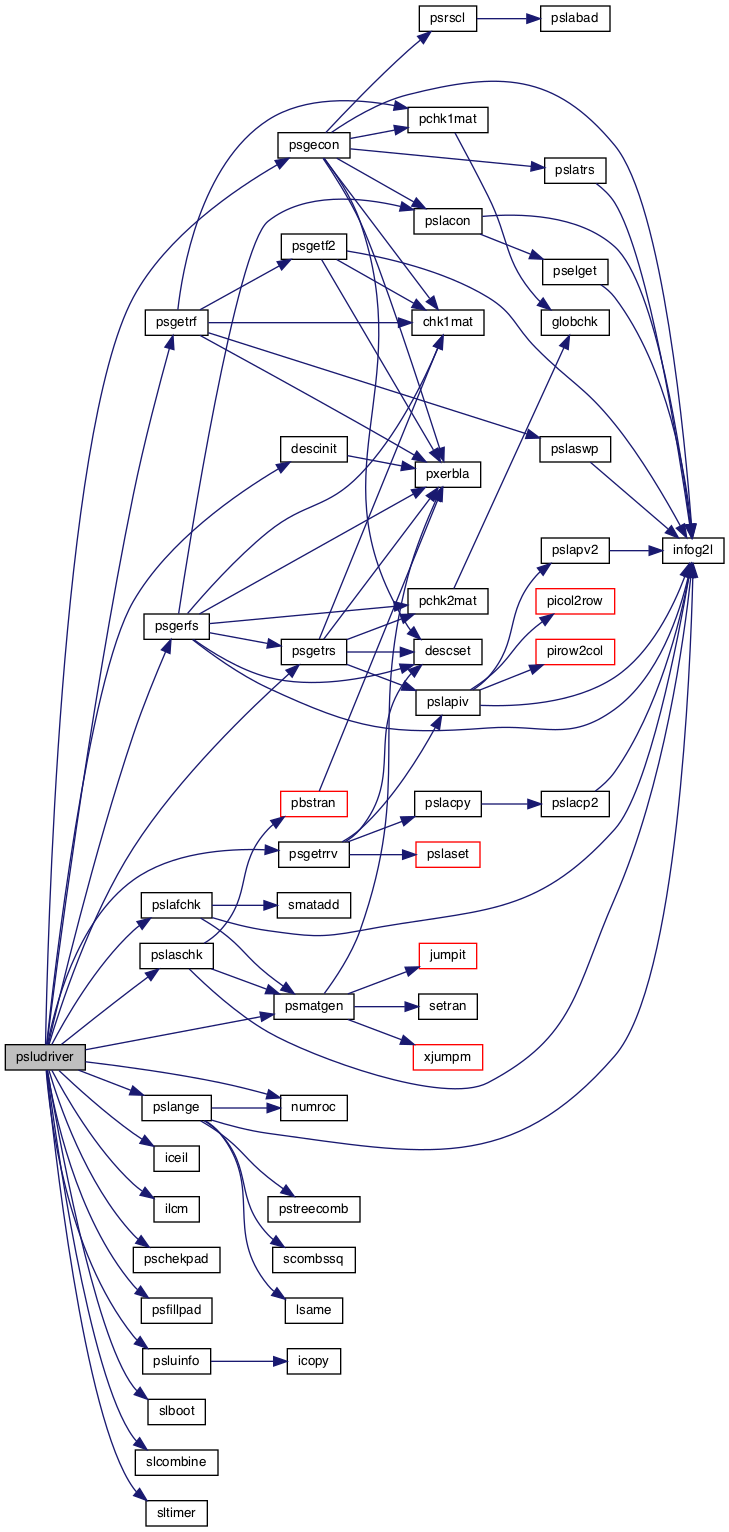 psrscl
pslabad
pchk1mat
psgecon
pslatrs
pslacon
psgetf2
pselget
psgetrf
chk1mat
globchk
descinit
pslaswp
pxerbla
pslapv2
infog2l
pchk2mat
picol2row
psgerfs
psgetrs
descset
pirow2col
pslapiv
pbstran
pslacpy
pslacp2
psgetrrv
pslaset
pslafchk
smatadd
pslaschk
jumpit
psmatgen
setran
psludriver
xjumpm
pslange
numroc
iceil
ilcm
pstreecomb
pschekpad
scombssq
psfillpad
lsame
psluinfo
icopy
slboot
slcombine
sltimer